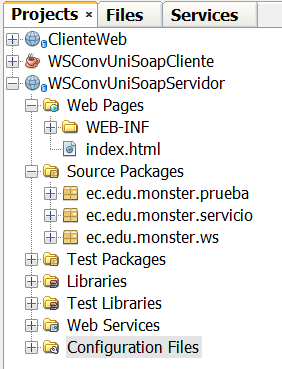 Projects × Files Services
ClienteWeb
WSConvUniSoapCliente
WSConvUniSoapServidor
Web Pages
WEB-INF
index.html
Source Packages
ec.edu.monster.prueba
ec.edu.monster.servicio
ec.edu.monster.ws
Test Packages
Libraries
Test Libraries
Web Services
Configuration Files